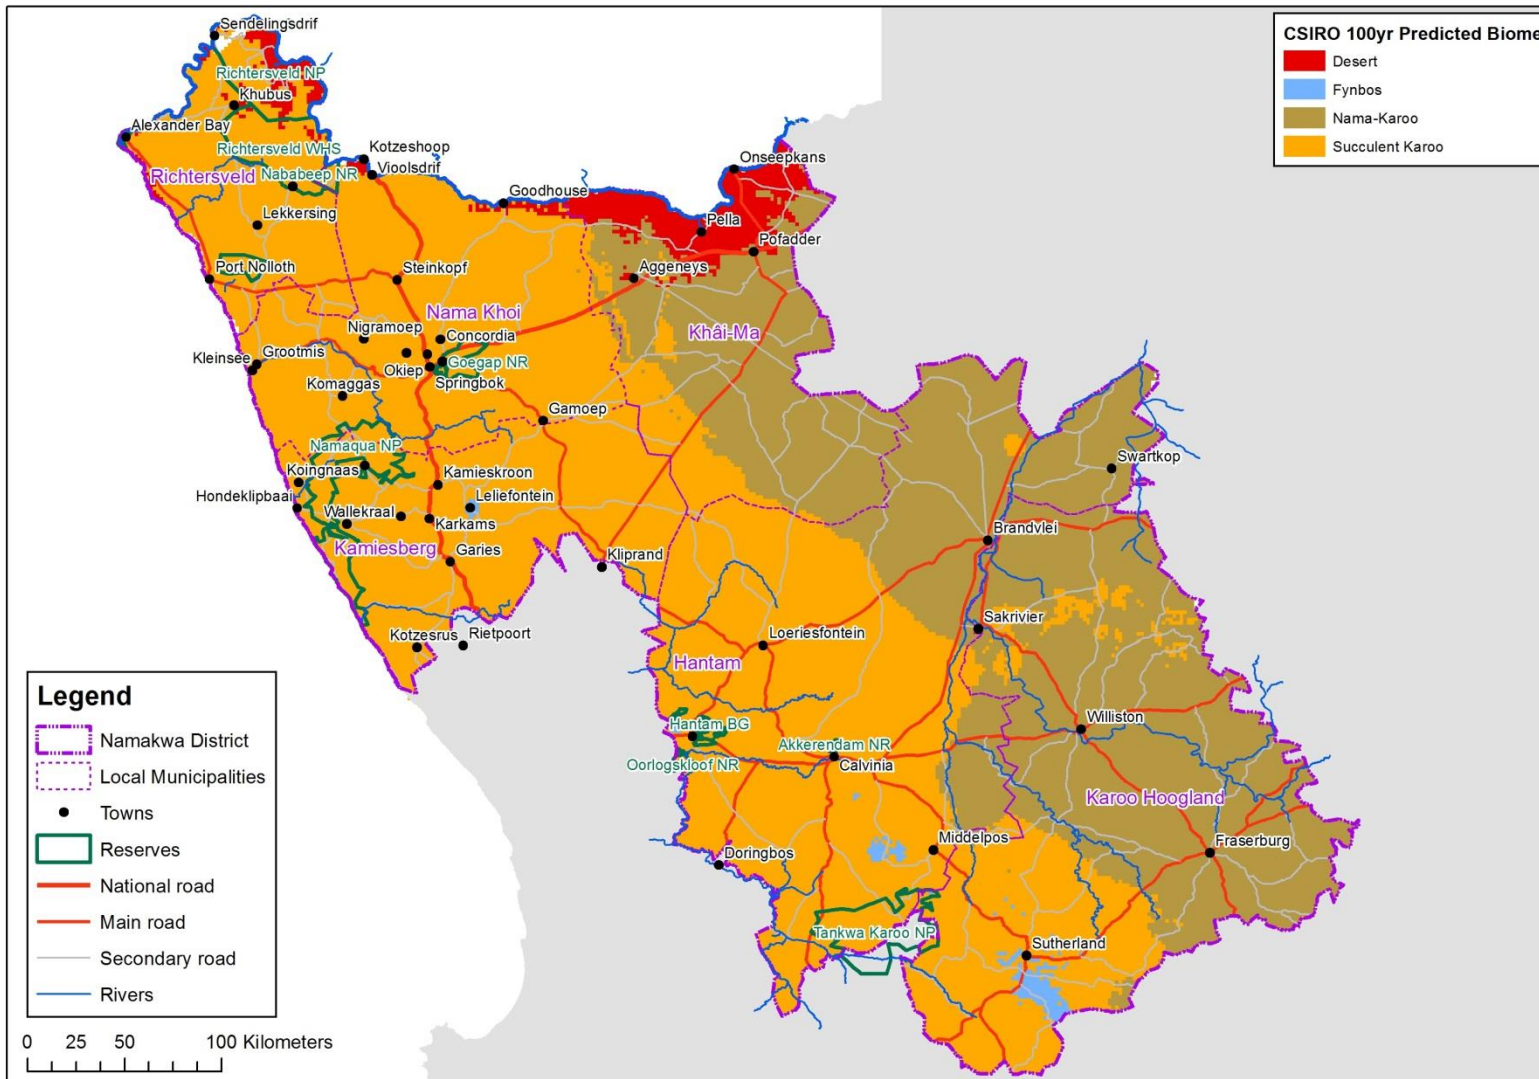 CSIRO 100yr Predicted Biome
Desert
Fynbos
Nama-Karoo
Succulent Karoo
Sendelingsdrif
Richtersveld NP
Khubus
Alexander Bay
Richtersveld WHS
Kotzeshoop
Vioolsdrif
Richtersveld
Nababeep NR
Onseepkans
Goodhouse
Lekkersing
Pella
Pofadder
Port Nolloth
Steinkopf
Aggeneys
Nama Khoi
Nigramoep
Concordia
Khâi-Ma
Kleinsee
Grootmis
Okiep
Goegap NR
Springbok
Komaggas
Gamoep
Namaqua NP
Koingnaas
Kamieskroon
Swartkop
Hondeklipbaai
Leliefontein
Wallekraal
Karkams
Brandvlei
Kamiesberg
Garies
Kliprand
Kotzesrus
Rietpoort
Loeriesfontein
Sakrivier
Hantam
Hantam BG
Williston
Akkerendam NR
Oorlogskloof NR
Calvinia
Karoo Hoogland
Middelpos
Doringbos
Fraserburg
Tankwa Karoo NP
Sutherland
Legend
Namakwa District
Local Municipalities
Towns
Reserves
National road
Main road
Secondary road
Rivers
0 25 50 100 Kilometers